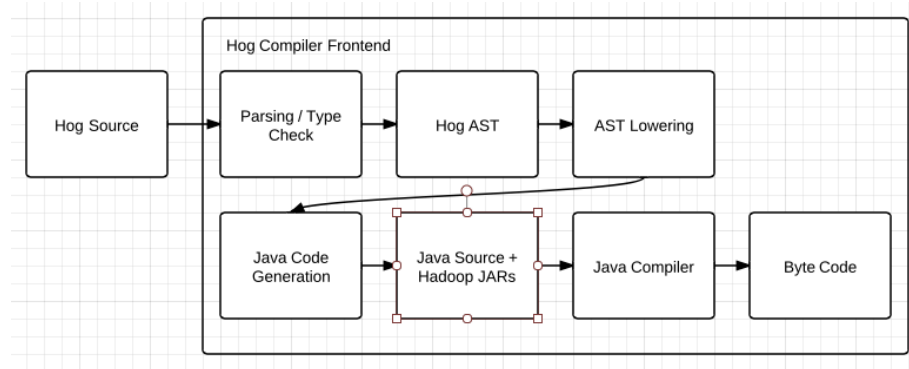 Hog Compiler Frontend
Hog Source
Parsing / Type
Check
Hog AST
AST Lowering
Java Code
Generation
Java Source +
Hadoop JARs
Java Compiler
Byte Code